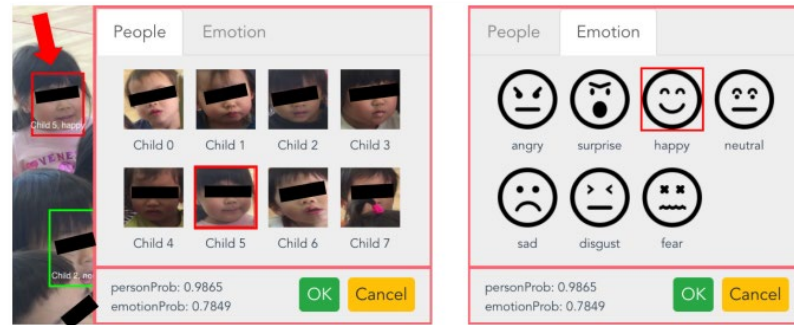 People Emotion
Child 5, happy
Child 0 Child 1 Child 2 Child 3
Child 4 Child 5 Child 6 Child 7
Child 2,
personProb: 0.9865
emotionProb: 0.7849
OK Cancel
People Emotion
angry surprise happy neutral
sad disgust fear
personProb: 0.9865
emotionProb: 0.7849
OK Cancel